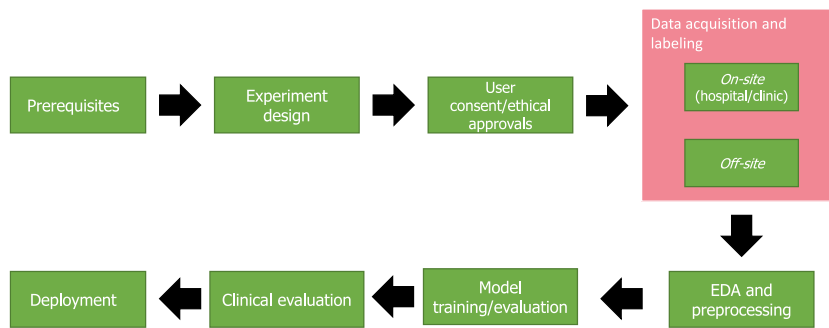 Data acquisition and
labeling
Prerequisites
Experiment
design
User
consent/ethical
approvals
On-site
(hospital/clinic)
Off-site
EDA and
preprocessing
Model
training/evaluation
Clinical evaluation
Deployment